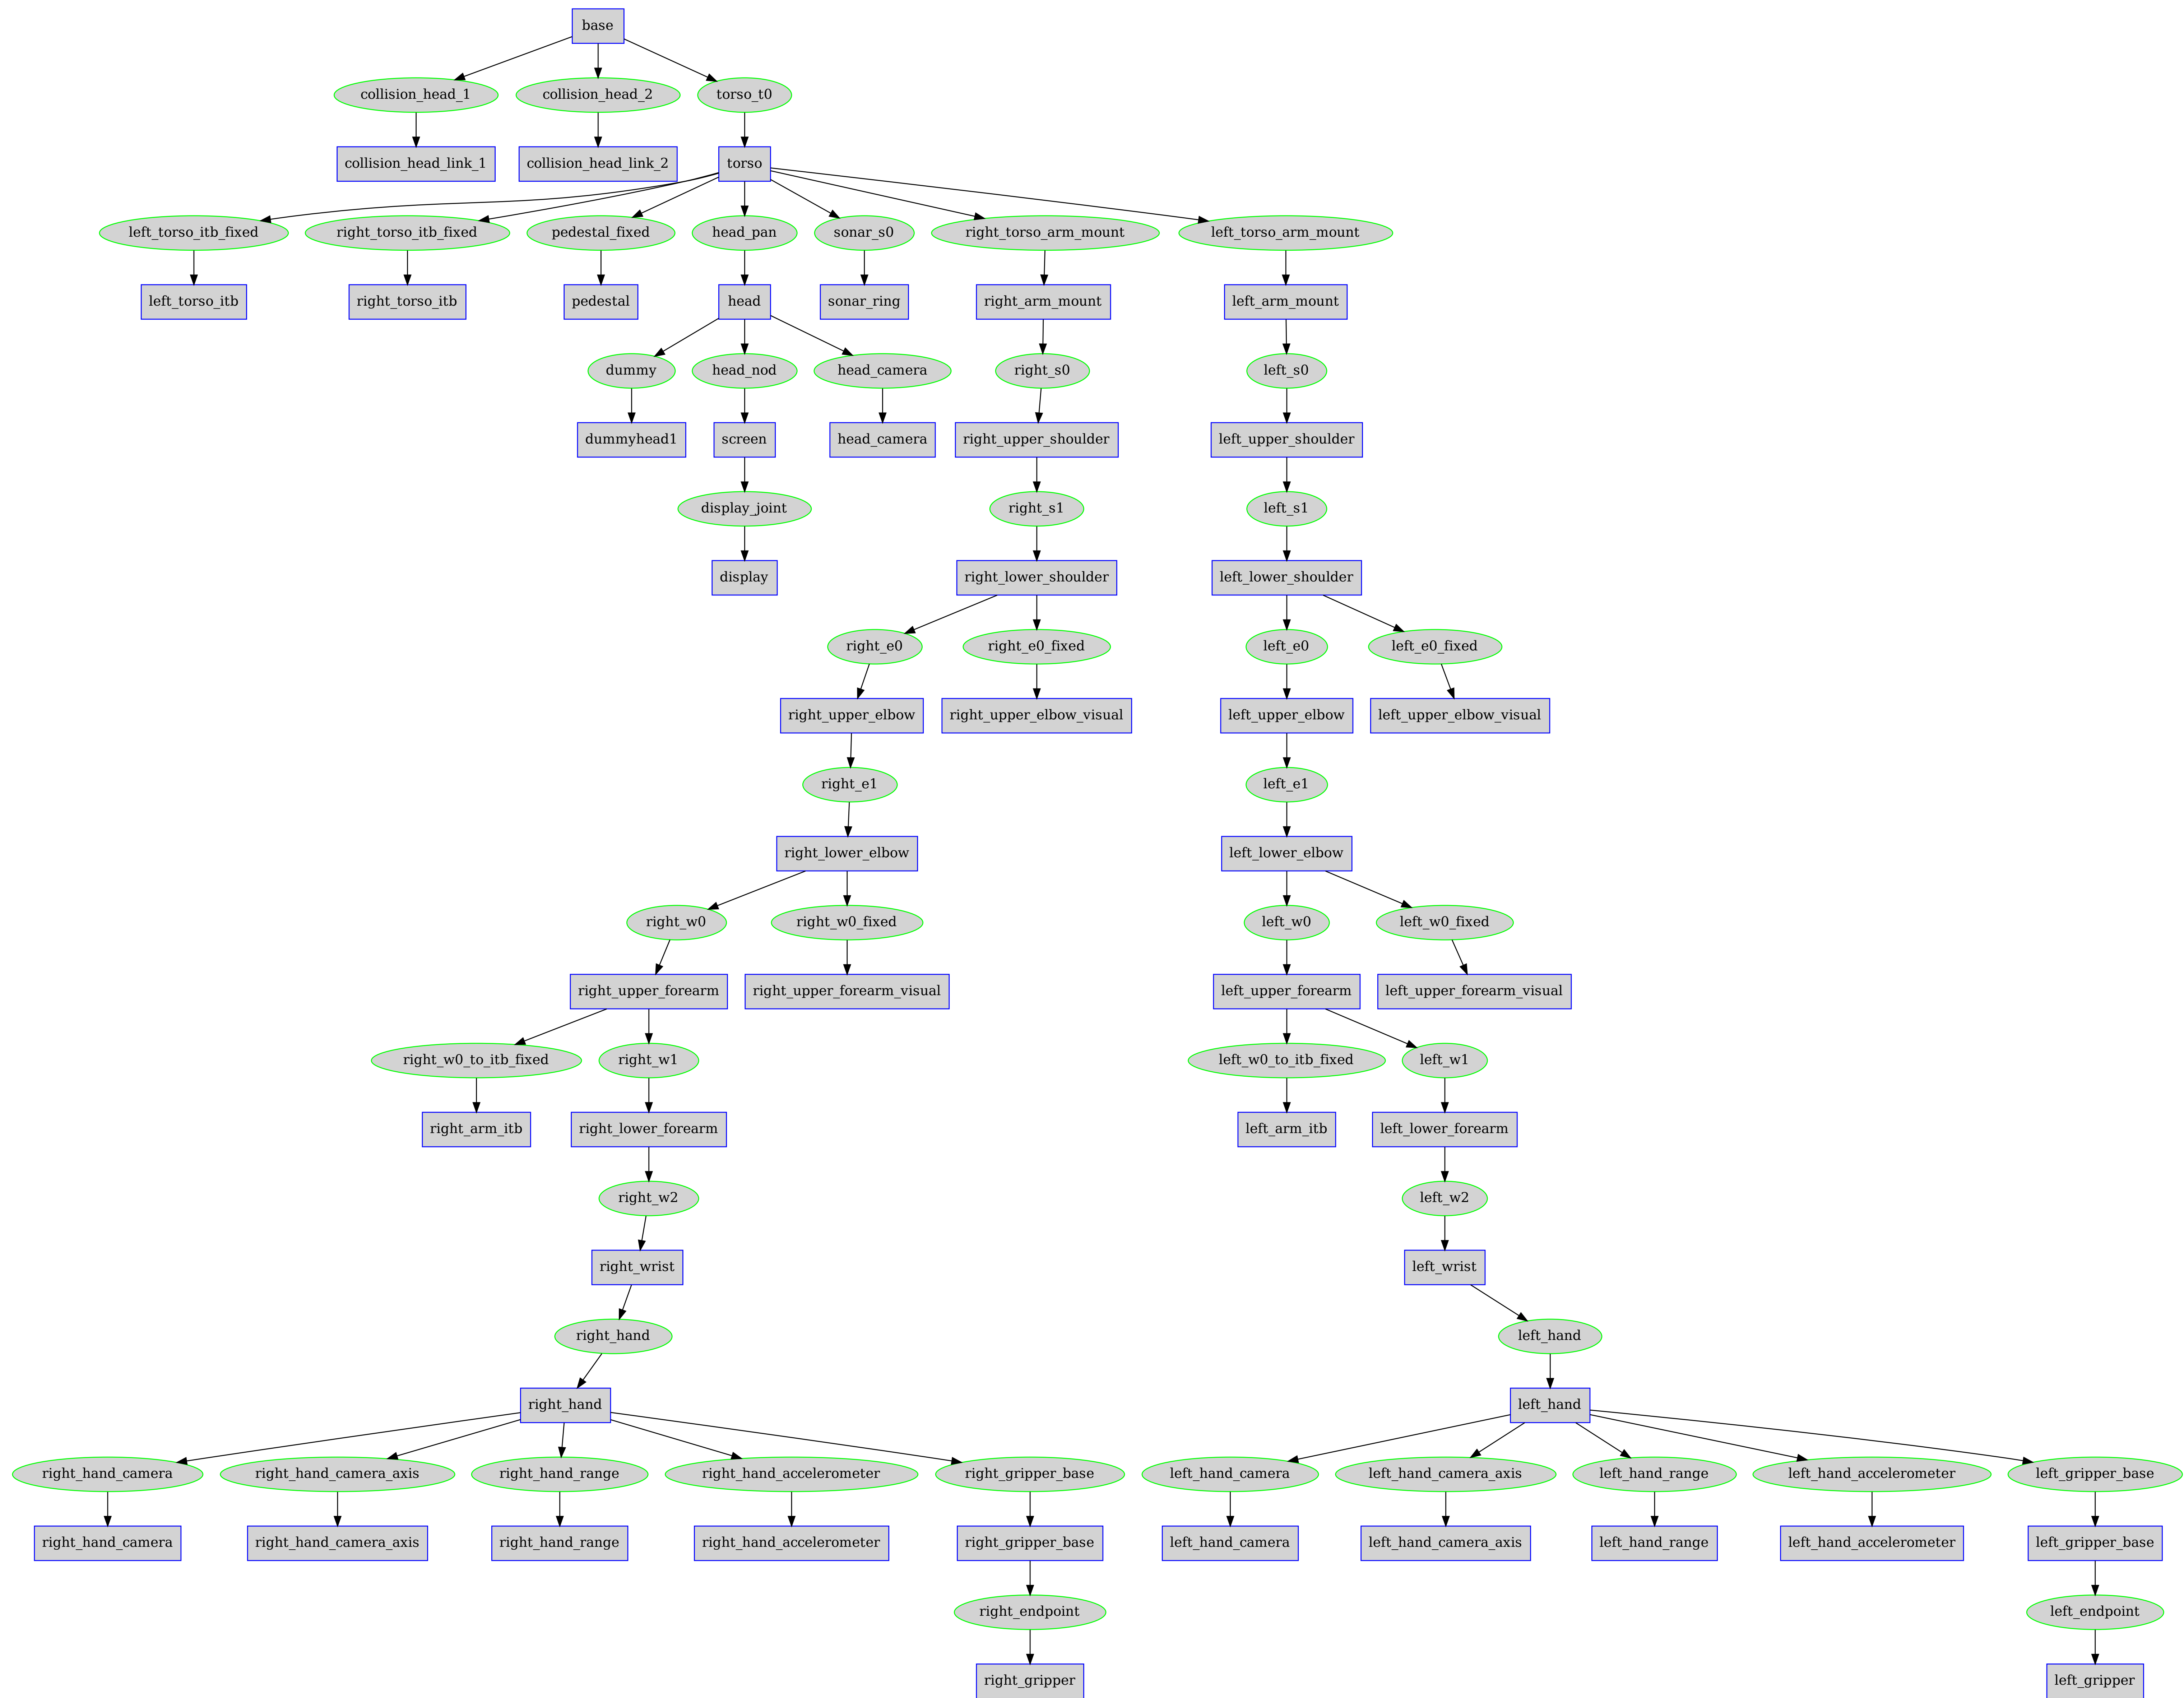 base
collision_head_1
collision_head_2
torso_t0
collision_head_link_1
collision_head_link_2
torso
left_torso_itb_fixed
right_torso_itb_fixed
pedestal_fixed
head_pan
sonar_s0
right_torso_arm_mount
left_torso_arm_mount
left_torso_itb
right_torso_itb
pedestal
head
sonar_ring
right_arm_mount
left_arm_mount
dummy
head_nod
head_camera
right_s0
left_s0
dummyhead1
screen
head_camera
right_upper_shoulder
left_upper_shoulder
display_joint
right_s1
left_s1
display
right_lower_shoulder
left_lower_shoulder
right_e0
right_e0_fixed
left_e0
left_e0_fixed
right_upper_elbow
right_upper_elbow_visual
left_upper_elbow
left_upper_elbow_visual
right_e1
left_e1
right_lower_elbow
left_lower_elbow
right_w0
right_w0_fixed
left_w0
left_w0_fixed
right_upper_forearm
right_upper_forearm_visual
left_upper_forearm
left_upper_forearm_visual
right_w0_to_itb_fixed
right_w1
left_w0_to_itb_fixed
left_w1
right_arm_itb
right_lower_forearm
left_arm_itb
left_lower_forearm
right_w2
left_w2
right_wrist
left_wrist
right_hand
left_hand
right_hand
left_hand
right_hand_camera
right_hand_camera_axis
right_hand_range
right_hand_accelerometer
right_gripper_base
left_hand_camera
left_hand_camera_axis
left_hand_range
left_hand_accelerometer
left_gripper_base
right_hand_camera
right_hand_camera_axis
right_hand_range
right_hand_accelerometer
right_gripper_base
left_hand_camera
left_hand_camera_axis
left_hand_range
left_hand_accelerometer
left_gripper_base
right_endpoint
left_endpoint
right_gripper
left_gripper